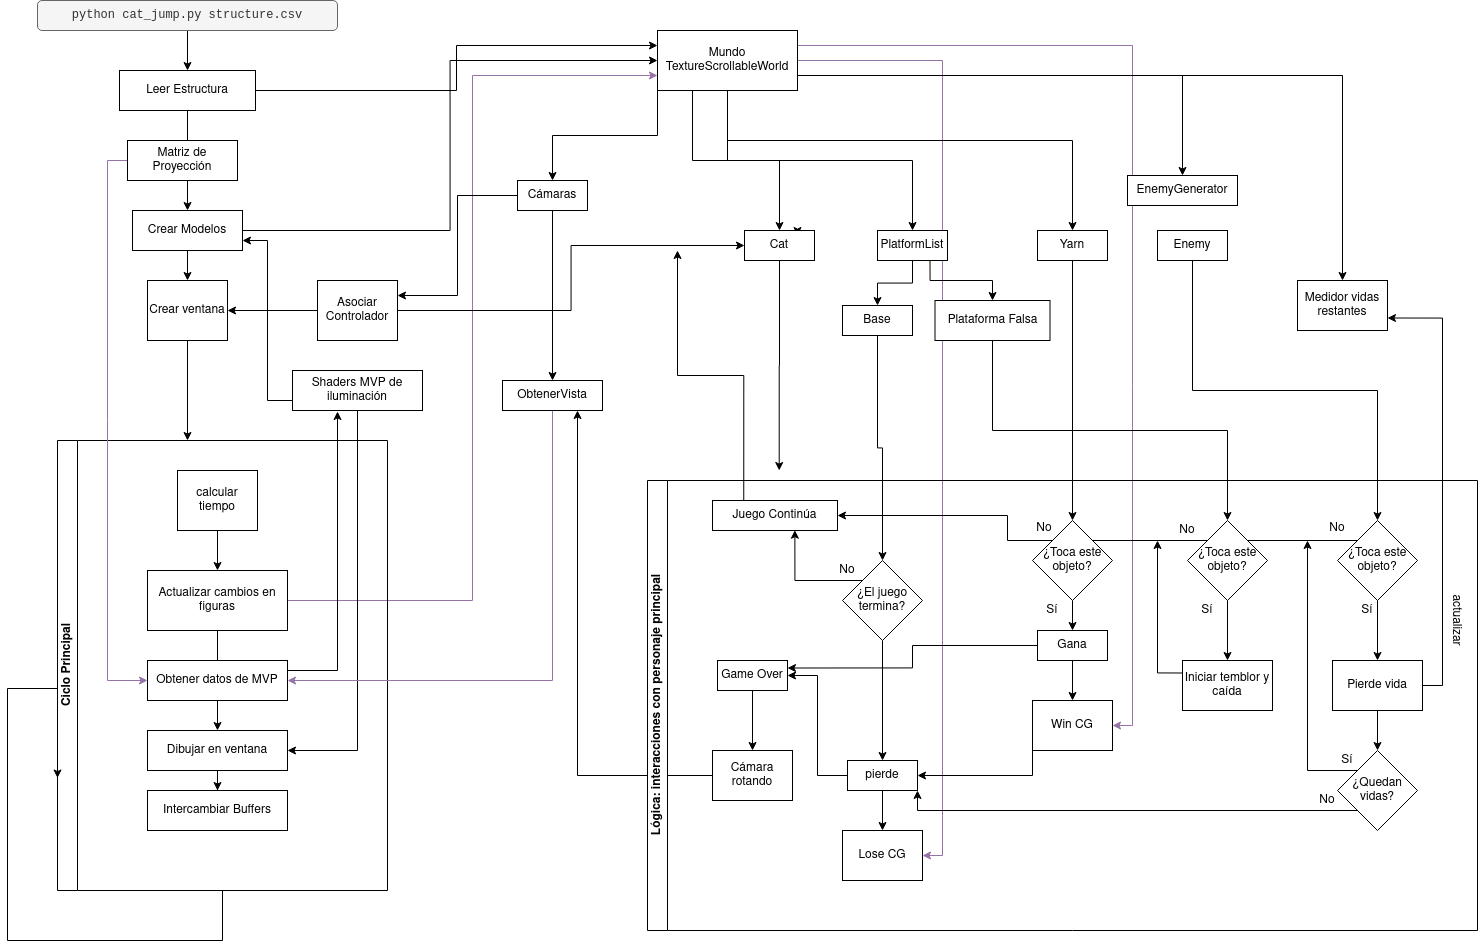 python cat_jump.py structure.csv
Mundo
TextureScrollableWorld
Leer Estructura
Matriz de
Proyección
Cámaras
EnemyGenerator
Crear Modelos
Cat
PlatformList
Yarn
Enemy
Crear ventana
Asociar
Controlador
Base
Plataforma Falsa
Medidor vidas
restantes
Shaders MVP de
iluminación
ObtenerVista
Ciclo Principal
calcular
tiempo
Actualizar cambios en
figuras
Obtener datos de MVP
Dibujar en ventana
Intercambiar Buffers
Lógica: interacciones con personaje principal
Juego Continúa
No
¿El juego
termina?
No
¿Toca este
objeto?
Sí
No
¿Toca este
objeto?
Sí
No
¿Toca este
objeto?
Sí
actualizar
Gana
Game Over
Iniciar temblor y
caída
Pierde vida
Win CG
Cámara
rotando
pierde
Sí
¿Quedan
vidas?
No
Lose CG